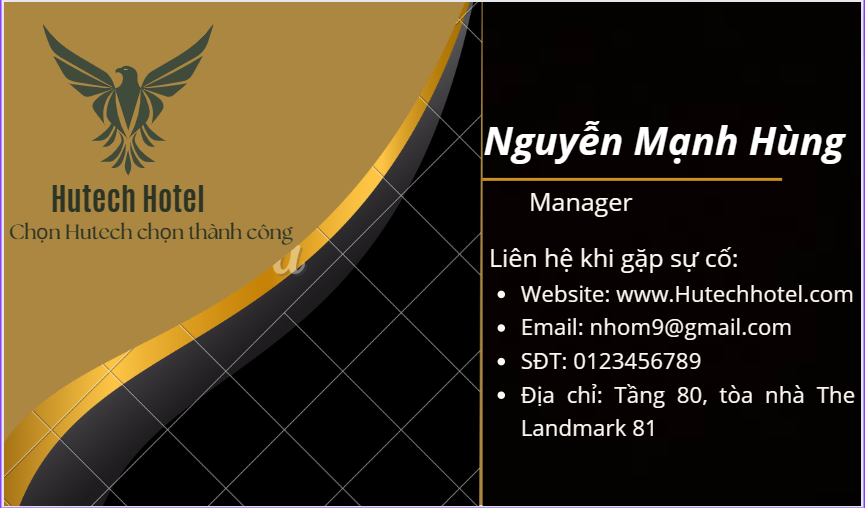 Hutech Hotel
Chọn Hutech chọn thành công
a
Nguyễn Mạnh Hùng
Manager
Liên hệ khi gặp sự cố:
• Website: www.Hutechhotel.com
• Email: nhom9@gmail.com
• SĐT: 0123456789
• Địa chỉ: Tầng 80, tòa nhà The
Landmark 81